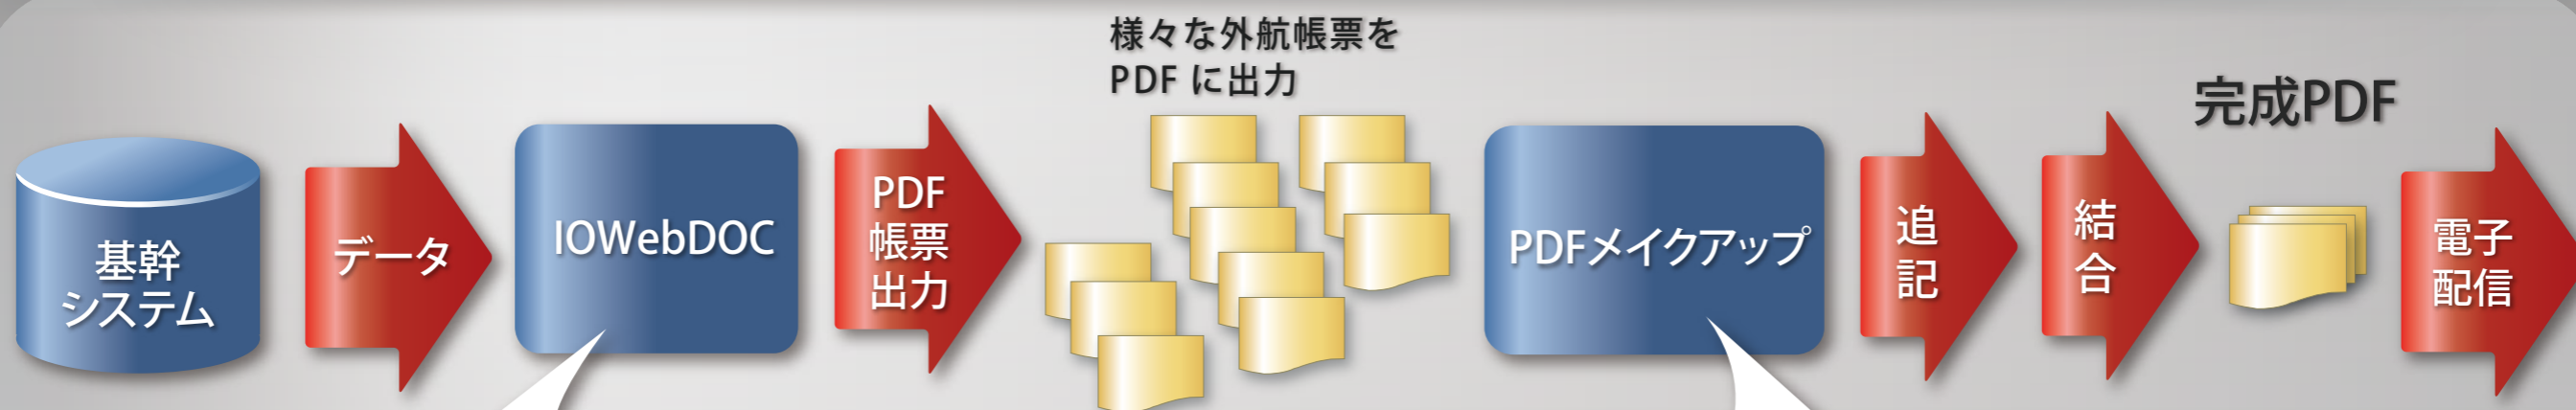 基幹
システム
データ
IOWebDOC
PDF
帳票
出力
様々な外航帳票を
PDF に出力
PDFメイクアップ
追
記
結
合
完成PDF
電子
配信